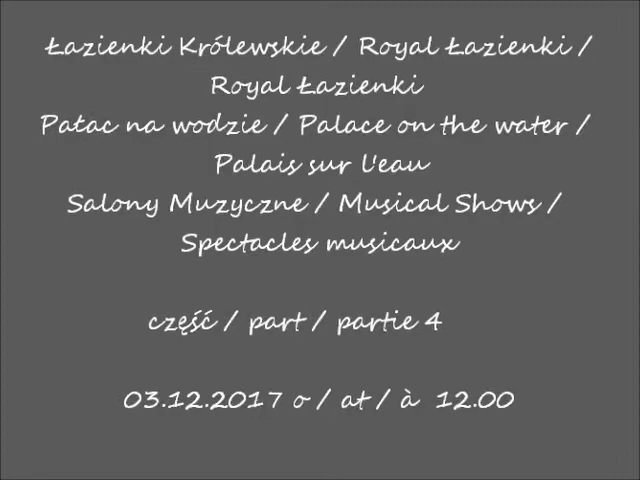 Łazienki Królewskie / Royal Łazienki /
Royal Łazienki
Pałac na wodzie / Palace on the water /
Palais sur l'eau
Salony Muzyczne / Musical Shows /
Spectacles musicaux
część / part / partie 4
03.12.2017 o / at / à 12.00